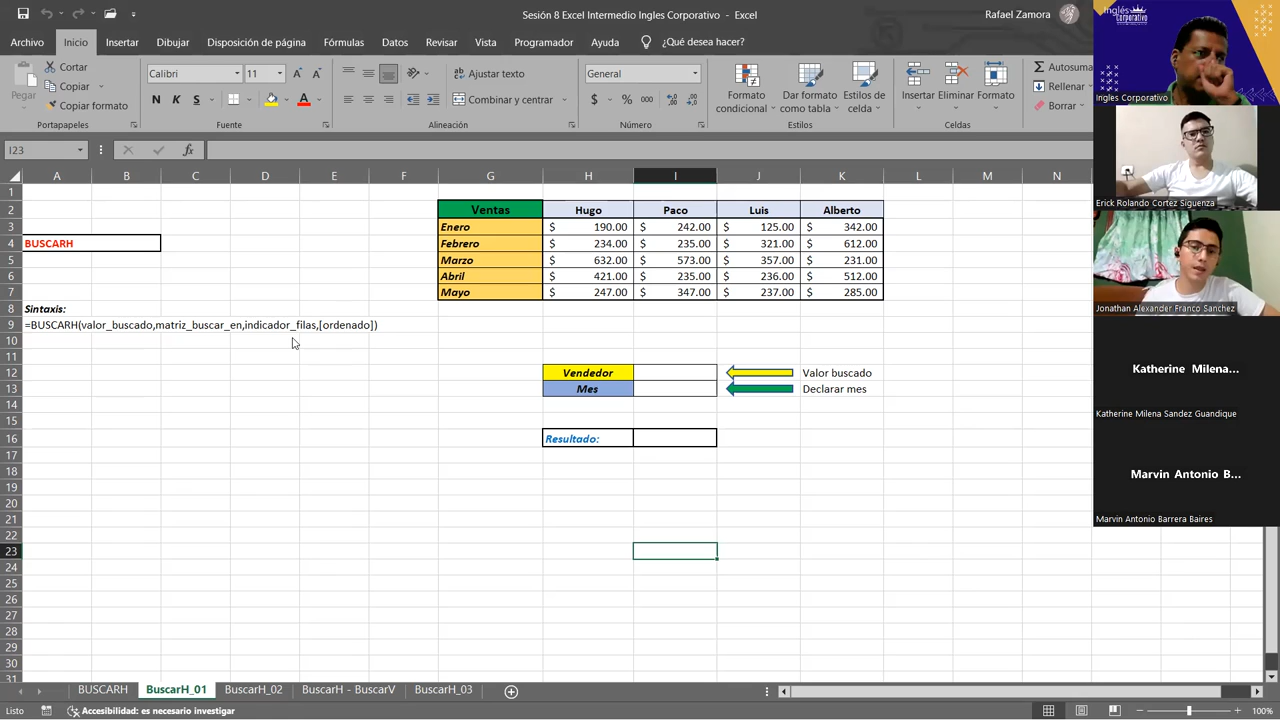 Sesión 8 Excel Intermedio Ingles Corporativo - Excel
Rafael Zamora
Archivo Inicio Insertar Dibujar Disposición de página Fórmulas Datos Revisar Vista Programador Ayuda ¿Qué desea hacer?
Pegar
Cortar
Copiar
Copiar formato
Calibri 11
N K S
Ajustar texto
Combinar y centrar
General
$ % 000
Formato condicional
Dar formato como tabla
Estilos de celda
Insertar Eliminar Formato
Autosuma
Rellenar
Borrar
Portapapeles Fuente Alineación Número Estilos Celdas
I23 fx
A B C D E F G H I J K L M N
1
2 Ventas Hugo Paco Luis Alberto
3 Enero $ 190.00 $ 242.00 $ 125.00 $ 342.00
4 BUSCARH Febrero $ 234.00 $ 235.00 $ 321.00 $ 612.00
5 Marzo $ 632.00 $ 573.00 $ 357.00 $ 231.00
6 Abril $ 421.00 $ 235.00 $ 236.00 $ 512.00
7 Mayo $ 247.00 $ 347.00 $ 237.00 $ 285.00
8 Sintaxis:
9 =BUSCARH(valor_buscado,matriz_buscar_en,indicador_filas,[ordenado])
10
11
12 Vendedor Valor buscado
13 Mes Declarar mes
14
15
16 Resultado:
17
18
19
20
21
22
23
24
25
26
27
28
29
30
31
BUSCARH BuscarH_01 BuscarH_02 BuscarH - BuscarV BuscarH_03
Listo Accesibilidad: es necesario investigar 100%
Inglés Corporativo
Ingles Corporativo
Erick Rolando Cortez Siguenza
Jonathan Alexander Franco Sanchez
Katherine Milena...
Katherine Milena Sandez Guandique
Marvin Antonio B...
Marvin Antonio Barrera Baires